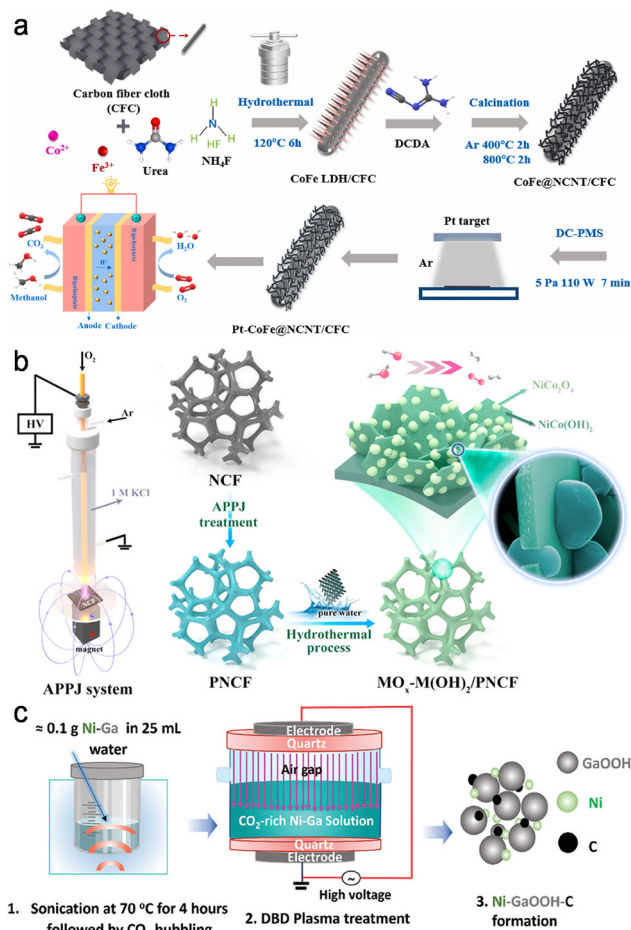 a
Carbon fiber cloth
(CFC)
Co²⁺
Fe³⁺
Urea
N
H
H
H
HF
NH₄F
Hydrothermal
120°C 6h
CoFe LDH/CFC
DCDA
Calcination
Ar 400°C 2h
800°C 2h
CoFe@NCNT/CFC
CO₂
Methanol
Bipolarplate
H⁺
Bipolarplate
H₂O
O₂
Anode
Cathode
Pt-CoFe@NCNT/CFC
Pt target
Ar
DC-PMS
5 Pa 110 W 7 min
b
O₂
HV
Ar
1 M KCl
NCF
magnet
APPJ system
NCF
APPJ
treatment
PNCF
pure water
Hydrothermal
process
NiCo₂O₄
NiCo(OH)₂
MOₓ-M(OH)₂/PNCF
c
≈ 0.1 g Ni-Ga in 25 mL
water
1. Sonication at 70 °C for 4 hours
followed by CO₂ bubbling
Electrode
Quartz
Air gap
CO₂-rich Ni-Ga Solution
Quartz
Electrode
High voltage
2. DBD Plasma treatment
GaOOH
Ni
C
3. Ni-GaOOH-C
formation